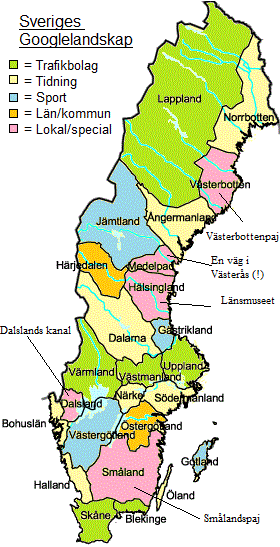 Sveriges
Googlelandskap
= Trafikbolag
= Tidning
= Sport
= Län/kommun
= Lokal/special
Lappland
Norrbotten
Västerbotten
Västerbottenpaj
Jämtland
Ångermanland
En väg i
Västerås (!)
Härjedalen
Medelpad
Hälsingland
Länsmuseet
Dalarna
Gästrikland
Dalslands kanal
Värmland
Västmanland
Uppland
Närke
Södermanland
Dalsland
Bohuslän
Västergötland
Östergötland
Gotland
Småland
Halland
Öland
Smålandspaj
Skåne
Blekinge